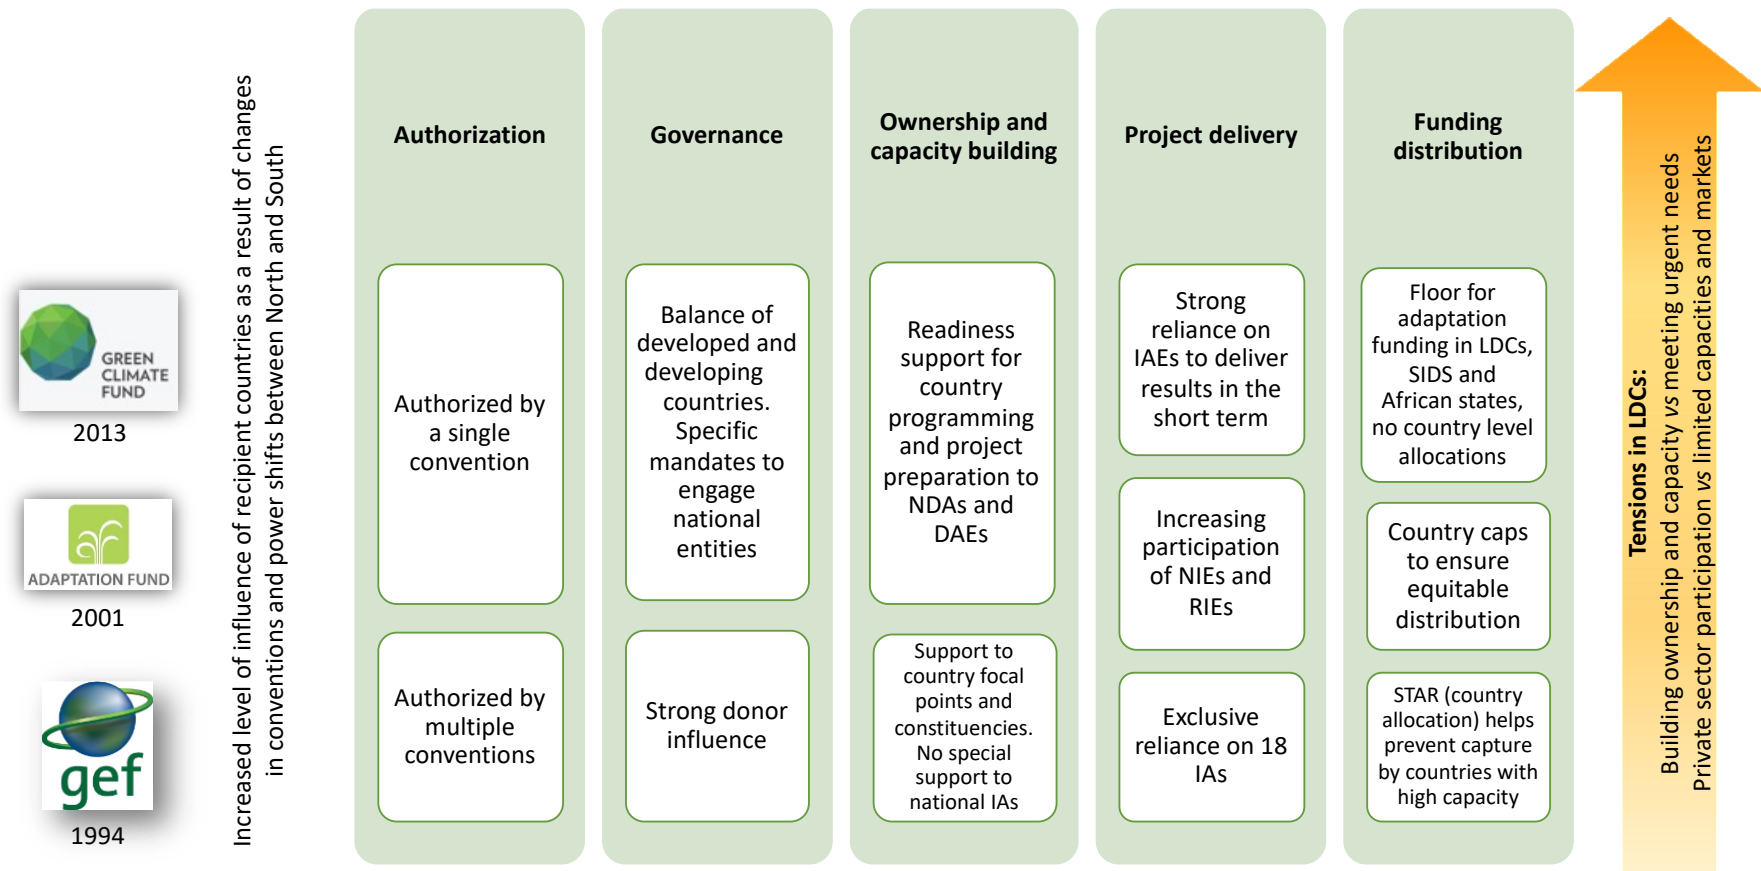 GREEN
CLIMATE
FUND
2013
ADAPTATION FUND
2001
gef
1994
Increased level of influence of recipient countries as a result of changes
in conventions and power shifts between North and South
Authorization
Authorized by
a single
convention
Authorized by
multiple
conventions
Governance
Balance of
developed and
developing
countries.
Specific
mandates to
engage
national
entities
Strong donor
influence
Ownership and
capacity building
Readiness
support for
country
programming
and project
preparation to
NDAs and
DAEs
Support to
country focal
points and
constituencies.
No special
support to
national IAs
Project delivery
Strong
reliance on
IAEs to deliver
results in the
short term
Increasing
participation
of NIEs and
RIEs
Exclusive
reliance on 18
IAs
Funding
distribution
Floor for
adaptation
funding in LDCs,
SIDS and
African states,
no country level
allocations
Country caps
to ensure
equitable
distribution
STAR (country
allocation) helps
prevent capture
by countries with
high capacity
Tensions in LDCs:
Building ownership and capacity vs meeting urgent needs
Private sector participation vs limited capacities and markets